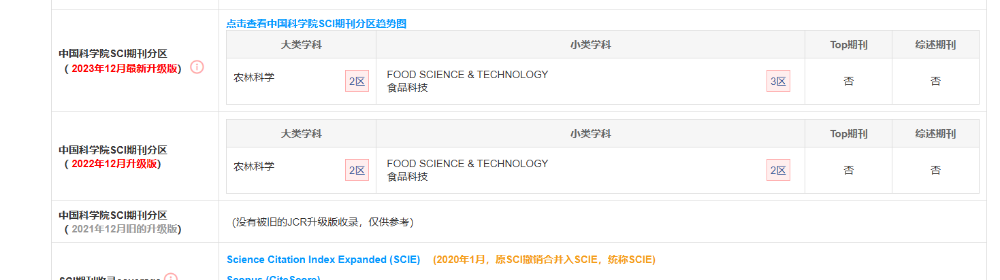 点击查看中国科学院SCI期刊分区趋势图
中国科学院SCI期刊分区
( 2023年12月最新升级版)
大类学科 小类学科 Top期刊 综述期刊
农林科学 2区 FOOD SCIENCE & TECHNOLOGY
食品科技 3区 否 否
中国科学院SCI期刊分区
( 2022年12月升级版)
大类学科 小类学科 Top期刊 综述期刊
农林科学 2区 FOOD SCIENCE & TECHNOLOGY
食品科技 2区 否 否
中国科学院SCI期刊分区
( 2021年12月旧的升级版)
(没有被旧的JCR升级版收录，仅供参考)
Science Citation Index Expanded (SCIE) (2020年1月，原SCI撤销合并入SCIE，统称SCIE)
SCI期刊收录coverage
Scopus (CiteScore)